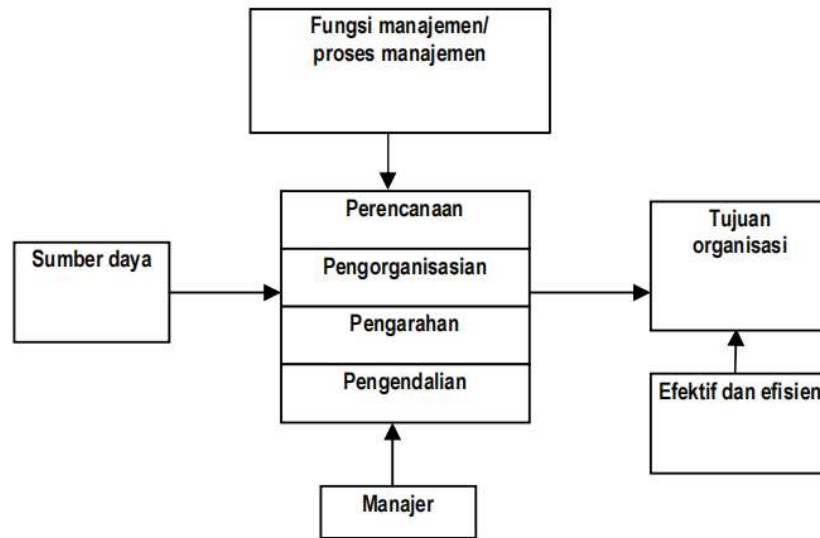 Fungsi manajemen/
proses manajemen
Perencanaan
Tujuan
organisasi
Sumber daya
Pengorganisasian
Pengarahan
Pengendalian
Efektif dan efisien
Manajer